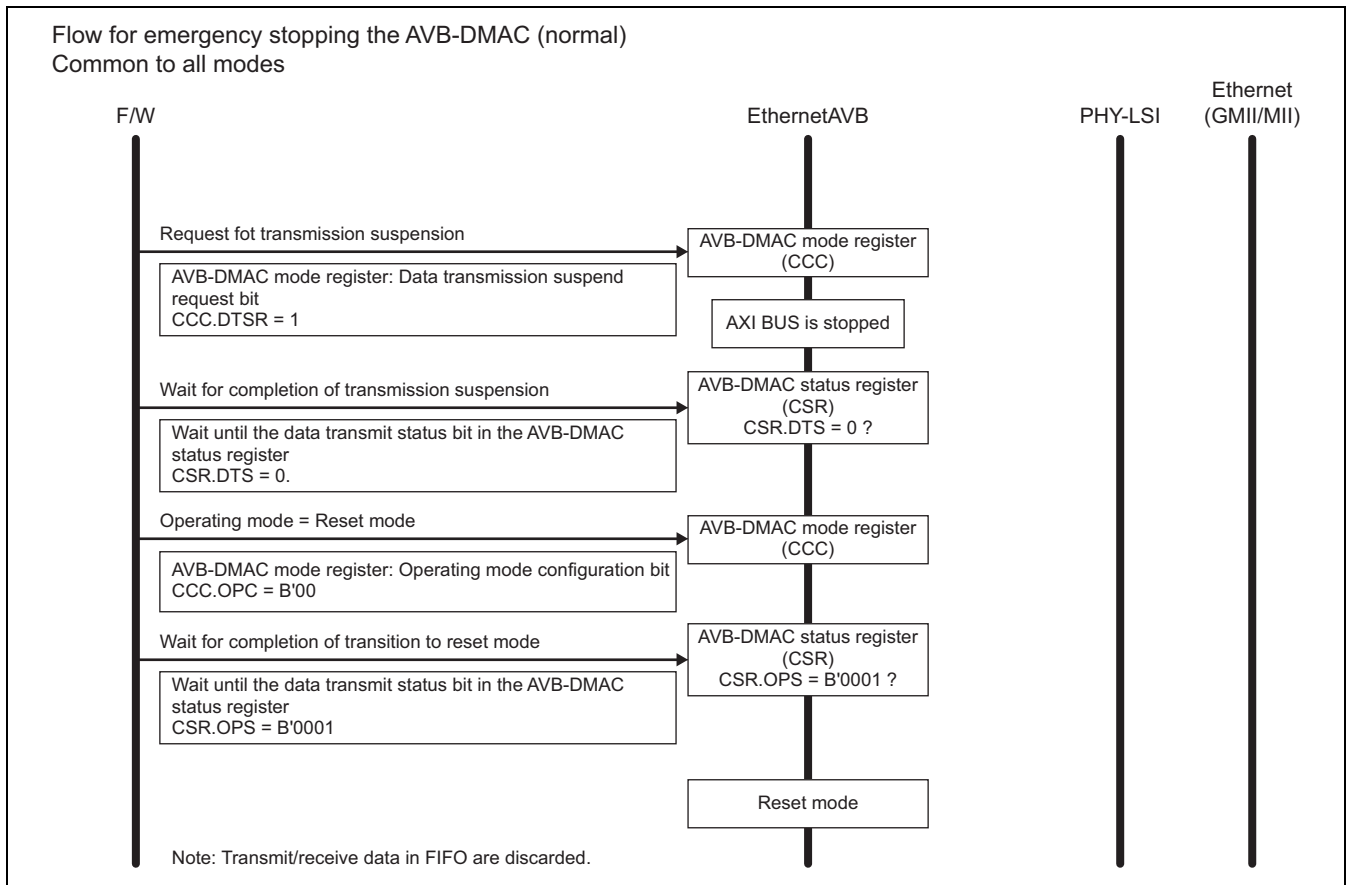 Flow for emergency stopping the AVB-DMAC (normal)
Common to all modes
F/W
EthernetAVB
PHY-LSI
Ethernet
(GMII/MII)
Request fot transmission suspension
AVB-DMAC mode register
(CCC)
AVB-DMAC mode register: Data transmission suspend
request bit
CCC.DTSR = 1
AXI BUS is stopped
Wait for completion of transmission suspension
AVB-DMAC status register
(CSR)
CSR.DTS = 0 ?
Wait until the data transmit status bit in the AVB-DMAC
status register
CSR.DTS = 0.
Operating mode = Reset mode
AVB-DMAC mode register
(CCC)
AVB-DMAC mode register: Operating mode configuration bit
CCC.OPC = B'00
Wait for completion of transition to reset mode
AVB-DMAC status register
(CSR)
CSR.OPS = B'0001 ?
Wait until the data transmit status bit in the AVB-DMAC
status register
CSR.OPS = B'0001
Reset mode
Note: Transmit/receive data in FIFO are discarded.